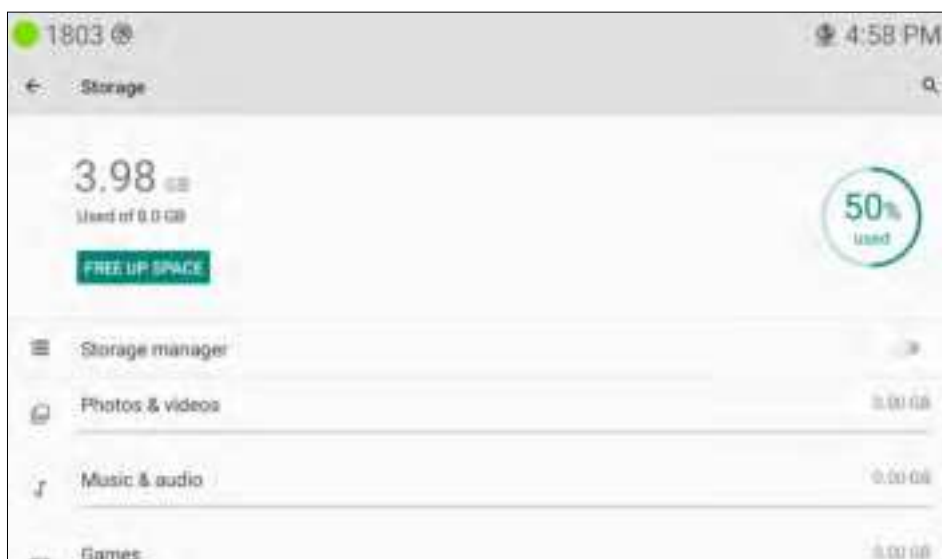 1803
4:58 PM
Storage
3.98 GB
Used of 8.0 GB
FREE UP SPACE
50%
used
Storage manager
Photos & videos
0.00 GB
Music & audio
0.00 GB
Games
0.00 GB